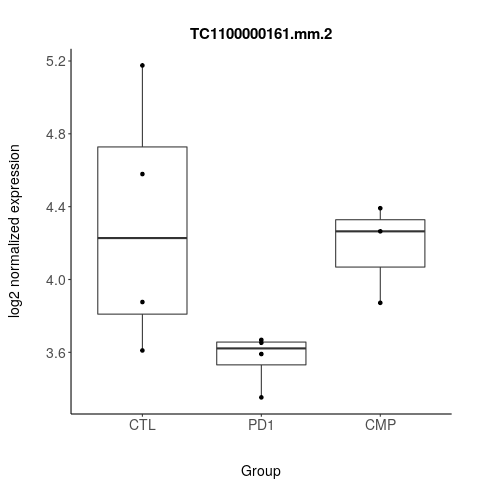 TC1100000161.mm.2
log2 normalized expression
5.2
4.8
4.4
4.0
3.6
CTL
PD1
CMP
Group